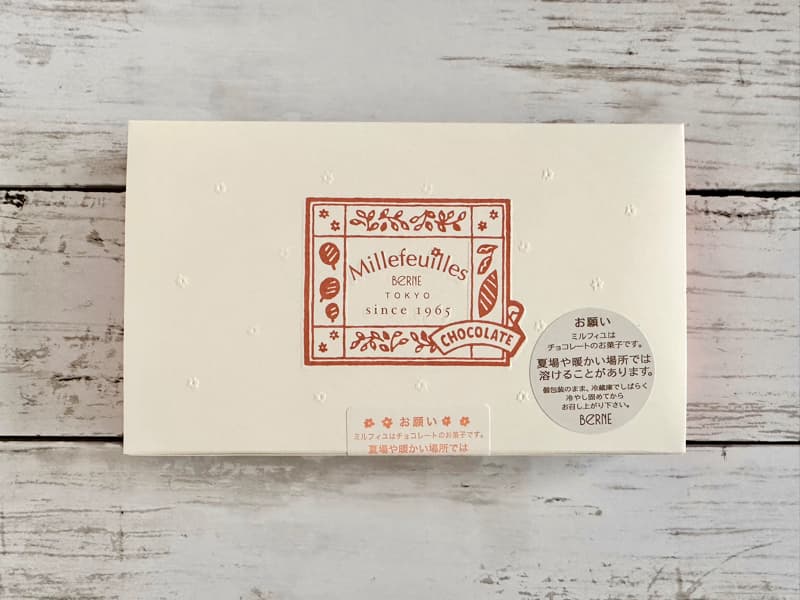 Millefeuilles
BERNE
TOKYO
since 1965
CHOCOLATE
お願い
ミルフィユは
チョコレートのお菓子です。
夏場や暖かい場所では
溶けることがあります。
個包装のまま、冷蔵庫でしばらく
冷やし固めてから
お召し上がり下さい。
BERNE
お願い
ミルフィユはチョコレートのお菓子です。
夏場や暖かい場所では